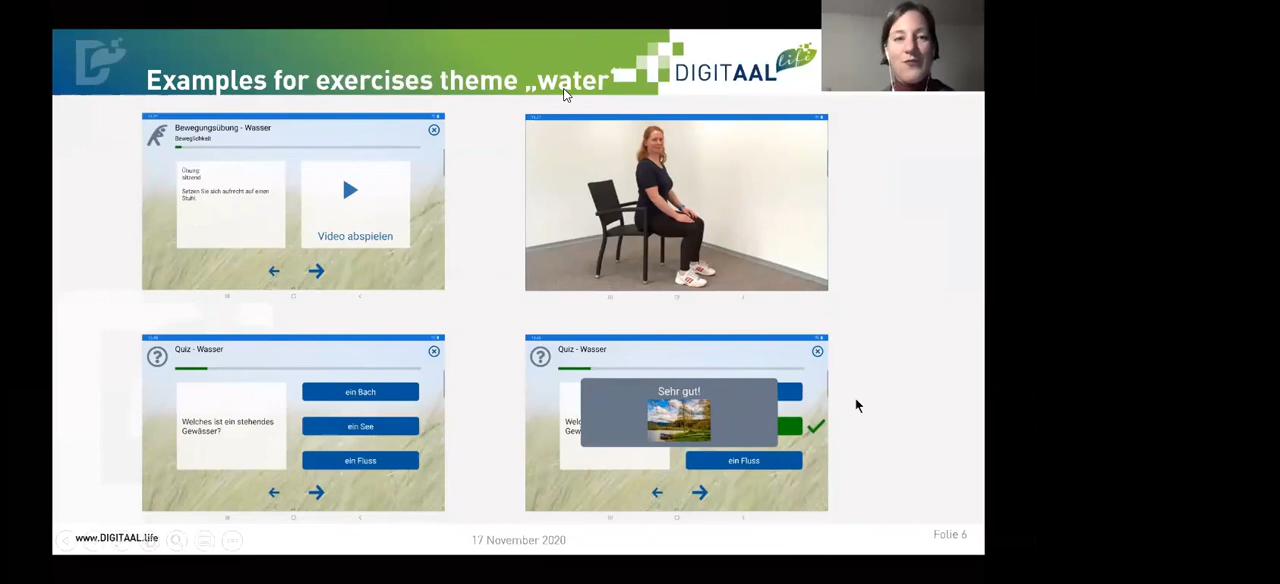 Examples for exercises theme „water“
DIGITAAL life
Bewegungsübung - Wasser
Beweglichkeit
Übung:
sitzend
Setzen Sie sich aufrecht auf einen
Stuhl.
Video abspielen
Quiz - Wasser
Welches ist ein stehendes
Gewässer?
ein Bach
ein See
ein Fluss
Quiz - Wasser
Sehr gut!
ein Fluss
www.DIGITAAL.life
17 November 2020
Folie 6